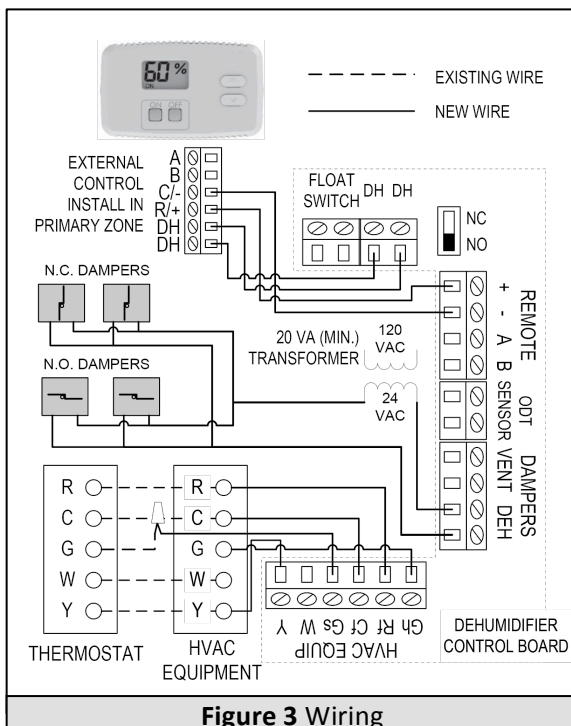 60%
ON
ON OFF
EXISTING WIRE
NEW WIRE
EXTERNAL
CONTROL
INSTALL IN
PRIMARY ZONE
A
B
C/-
R/+
DH
DH
FLOAT
SWITCH
DH DH
NC
NO
N.C. DAMPERS
N.O. DAMPERS
20 VA (MIN.)
TRANSFORMER
120
VAC
24
VAC
+
-
A
B
REMOTE
ODT
SENSOR
DAMPERS
VENT DEH
R
C
G
W
Y
THERMOSTAT
R
C
G
W
Y
HVAC
EQUIPMENT
Y W Gs Cf Rf Gh
HVAC EQUIP
DEHUMIDIFIER
CONTROL BOARD
Figure 3 Wiring